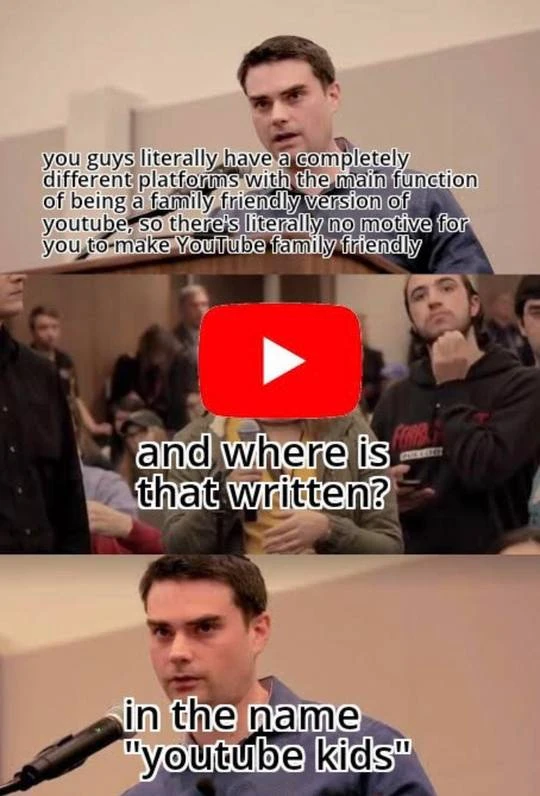 you guys literally have a completely
different platforms with the main function
of being a family friendly version of
youtube, so there's literally no motive for
you to make YouTube family friendly
and where is
that written?
in the name
"youtube kids"